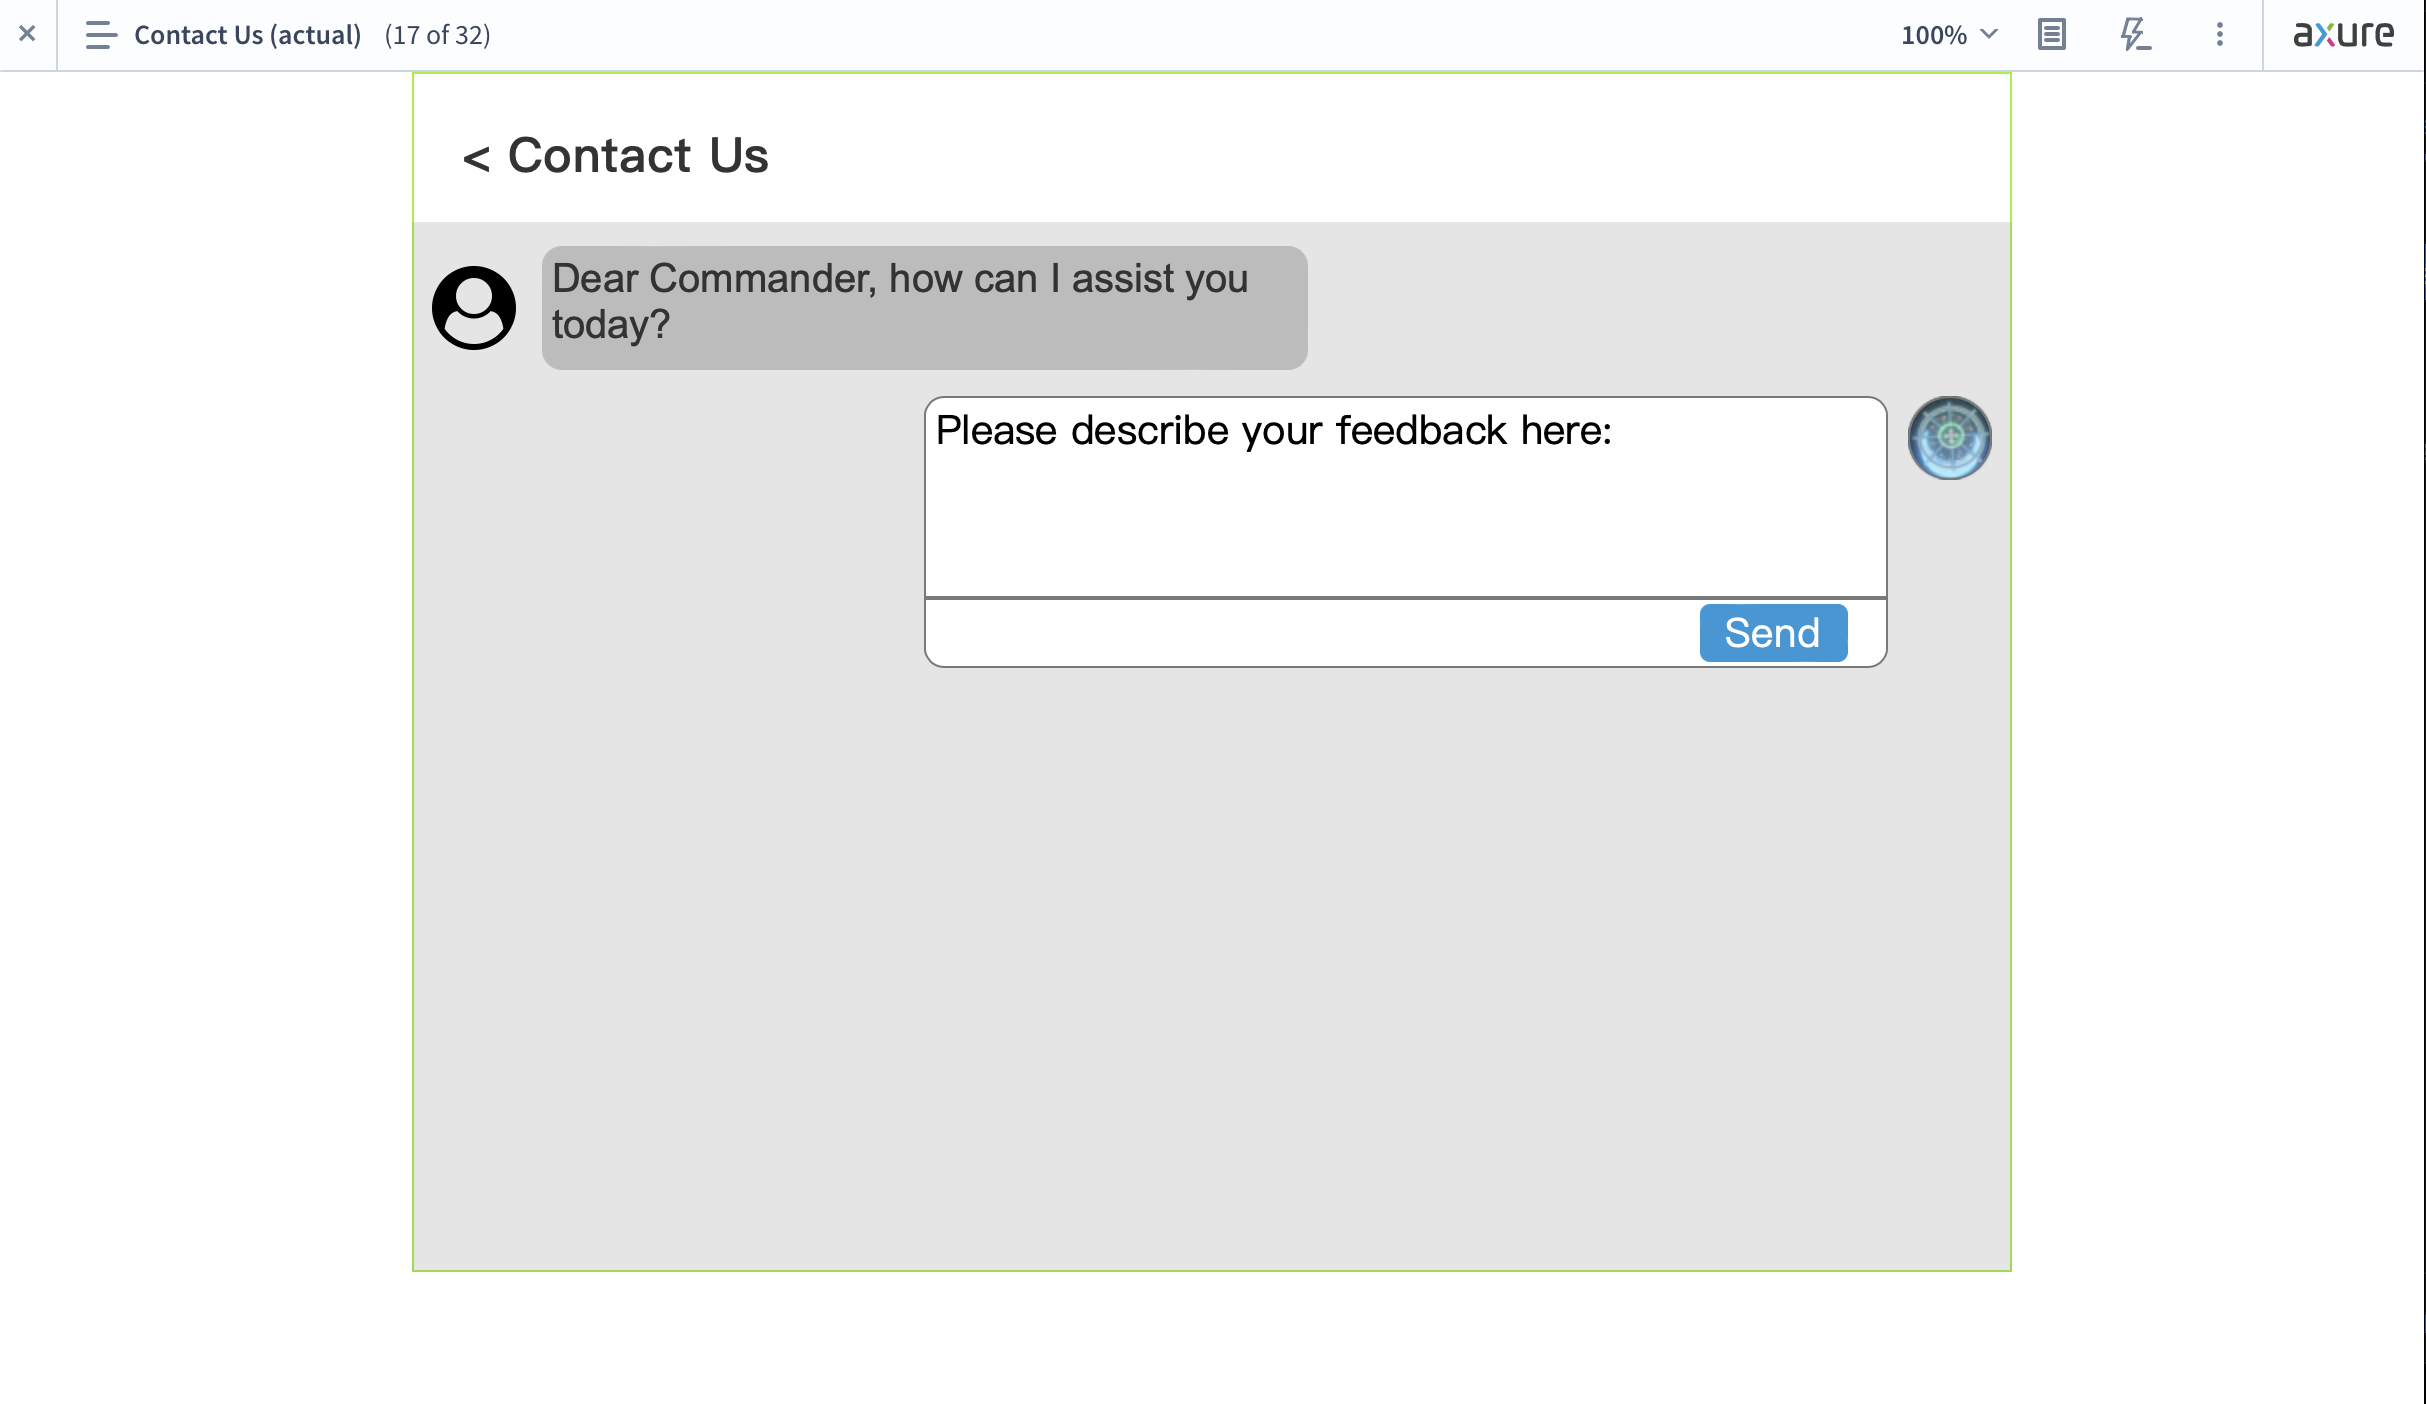 Contact Us (actual) (17 of 32)
100%
axure
< Contact Us
Dear Commander, how can I assist you
today?
Please describe your feedback here:
Send